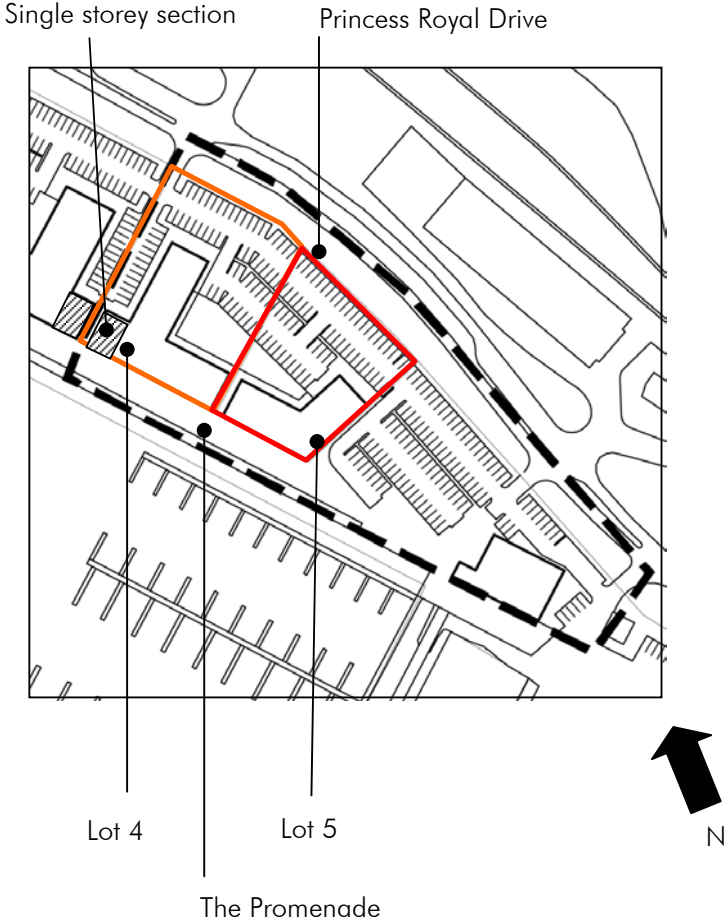 Single storey section
Princess Royal Drive
Lot 4
Lot 5
N
The Promenade